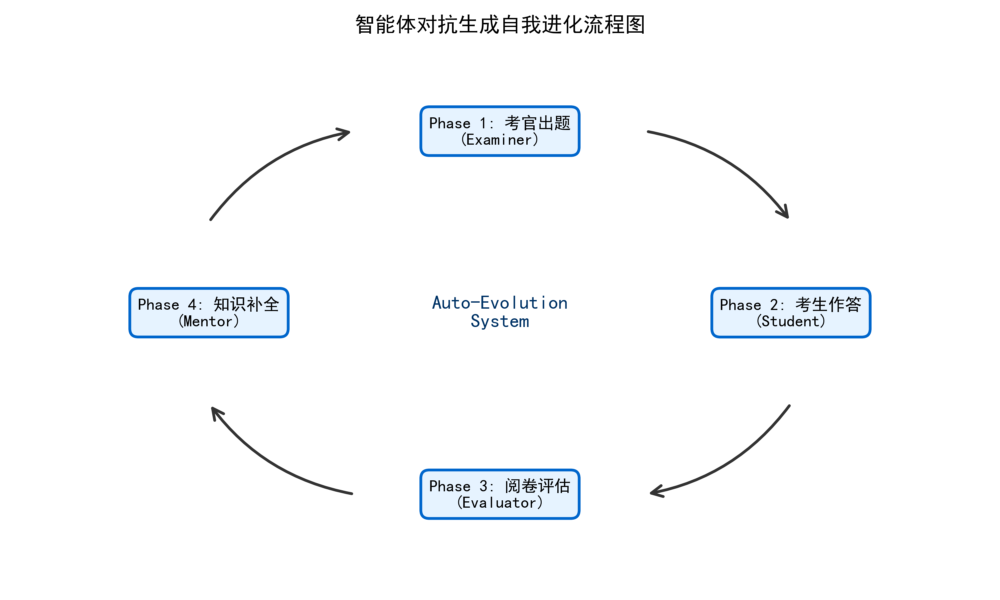 智能体对抗生成自我进化流程图
Phase 1: 考官出题
(Examiner)
Phase 4: 知识补全
(Mentor)
Auto-Evolution
System
Phase 2: 考生作答
(Student)
Phase 3: 阅卷评估
(Evaluator)